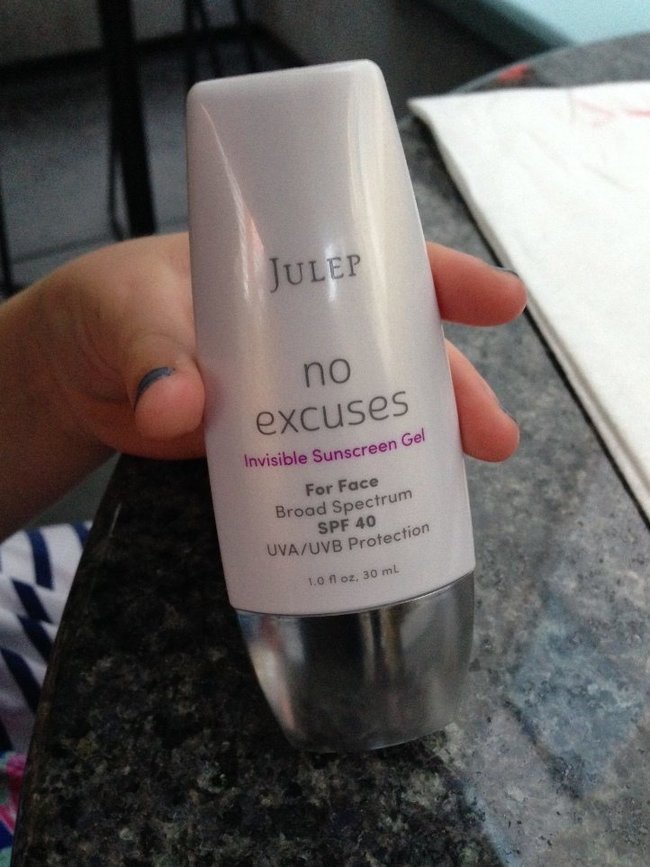 JULEP
no
excuses
Invisible Sunscreen Gel
For Face
Broad Spectrum
SPF 40
UVA/UVB Protection
1.0 fl oz, 30 mL